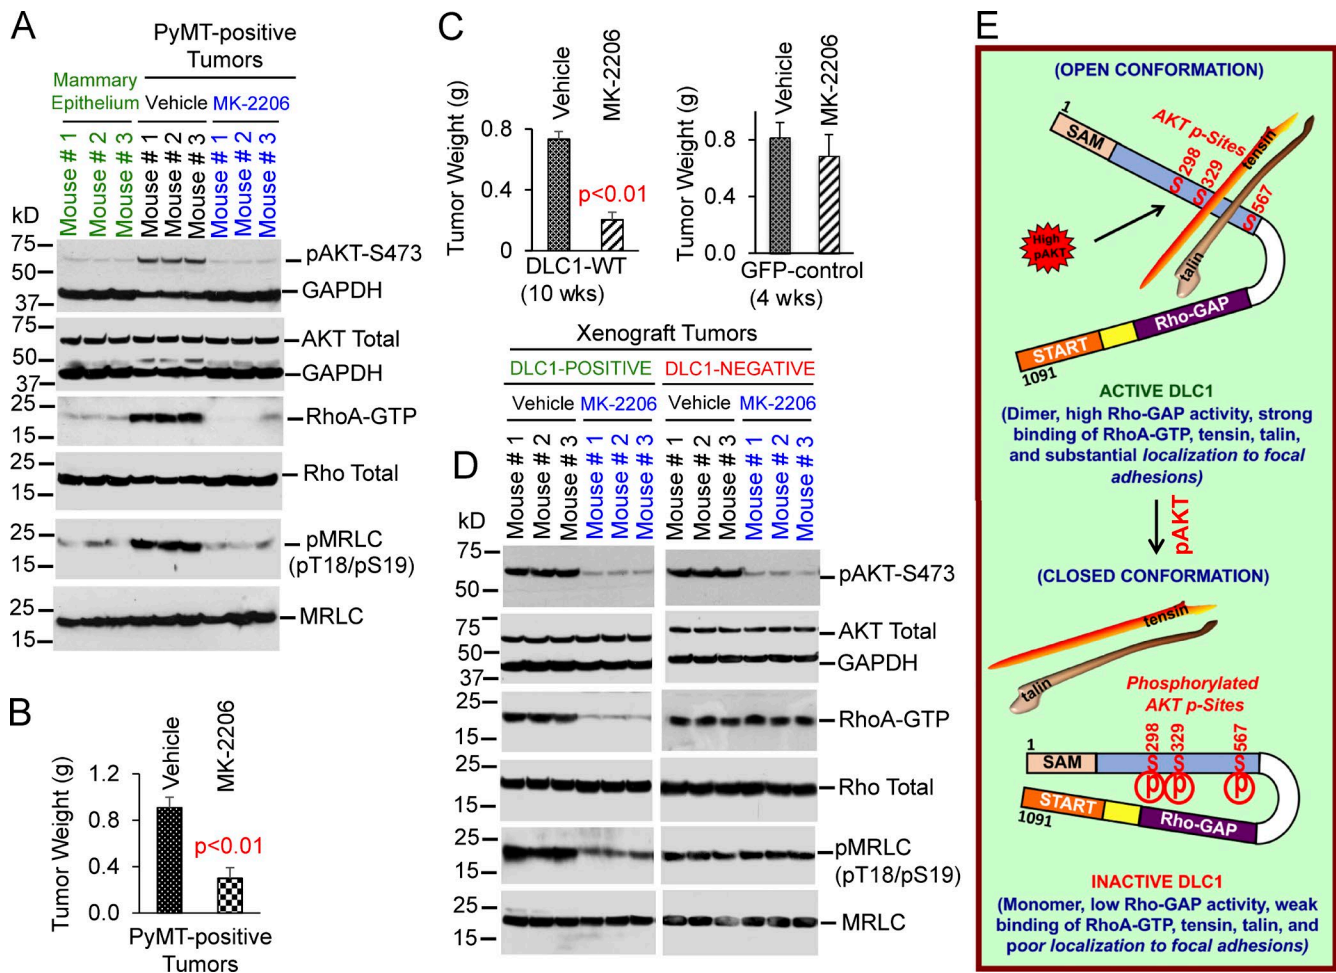 A
PyMT-positive
Tumors
Mammary
Epithelium
Vehicle
MK-2206
Mouse # 1
Mouse # 2
Mouse # 3
Mouse # 1
Mouse # 2
Mouse # 3
Mouse # 1
Mouse # 2
Mouse # 3
kD
75
50
37
pAKT-S473
GAPDH
75
50
37
AKT Total
GAPDH
25
15
RhoA-GTP
25
15
Rho Total
25
15
pMRLC
(pT18/pS19)
25
15
MRLC
B
Vehicle
MK-2206
Tumor Weight (g)
1.2
0.8
0.4
0.0
p<0.01
PyMT-positive
Tumors
C
Vehicle
MK-2206
Tumor Weight (g)
0.8
0.4
0
p<0.01
DLC1-WT
(10 wks)
Vehicle
MK-2206
Tumor Weight (g)
1.0
0.8
0.4
0.0
GFP-control
(4 wks)
Xenograft Tumors
DLC1-POSITIVE
DLC1-NEGATIVE
Vehicle
MK-2206
Vehicle
MK-2206
D
Mouse # 1
Mouse # 2
Mouse # 3
Mouse # 1
Mouse # 2
Mouse # 3
Mouse # 1
Mouse # 2
Mouse # 3
Mouse # 1
Mouse # 2
Mouse # 3
kD
75
50
pAKT-S473
75
50
37
AKT Total
GAPDH
25
15
RhoA-GTP
25
15
Rho Total
25
15
pMRLC
(pT18/pS19)
25
15
MRLC
E
(OPEN CONFORMATION)
1
SAM
AKT p-Sites
S 298
S 329
S 567
tensin
talin
High
pAKT
Rho-GAP
START
1091
ACTIVE DLC1
(Dimer, high Rho-GAP activity, strong
binding of RhoA-GTP, tensin, talin,
and substantial localization to focal
adhesions)
pAKT
(CLOSED CONFORMATION)
tensin
talin
Phosphorylated
AKT p-Sites
1
SAM
S 298
S 329
S 567
p
p
p
START
Rho-GAP
1091
INACTIVE DLC1
(Monomer, low Rho-GAP activity, weak
binding of RhoA-GTP, tensin, talin, and
poor localization to focal adhesions)